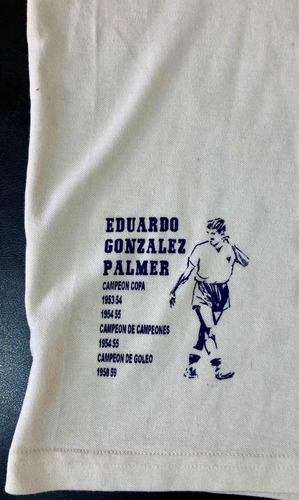 EDUARDO
GONZALEZ
PALMER
CAMPEON COPA
1953-54
1954 55
CAMPEON DE CAMPEONES
1954 55
CAMPEON DE GOLEO
1958 59